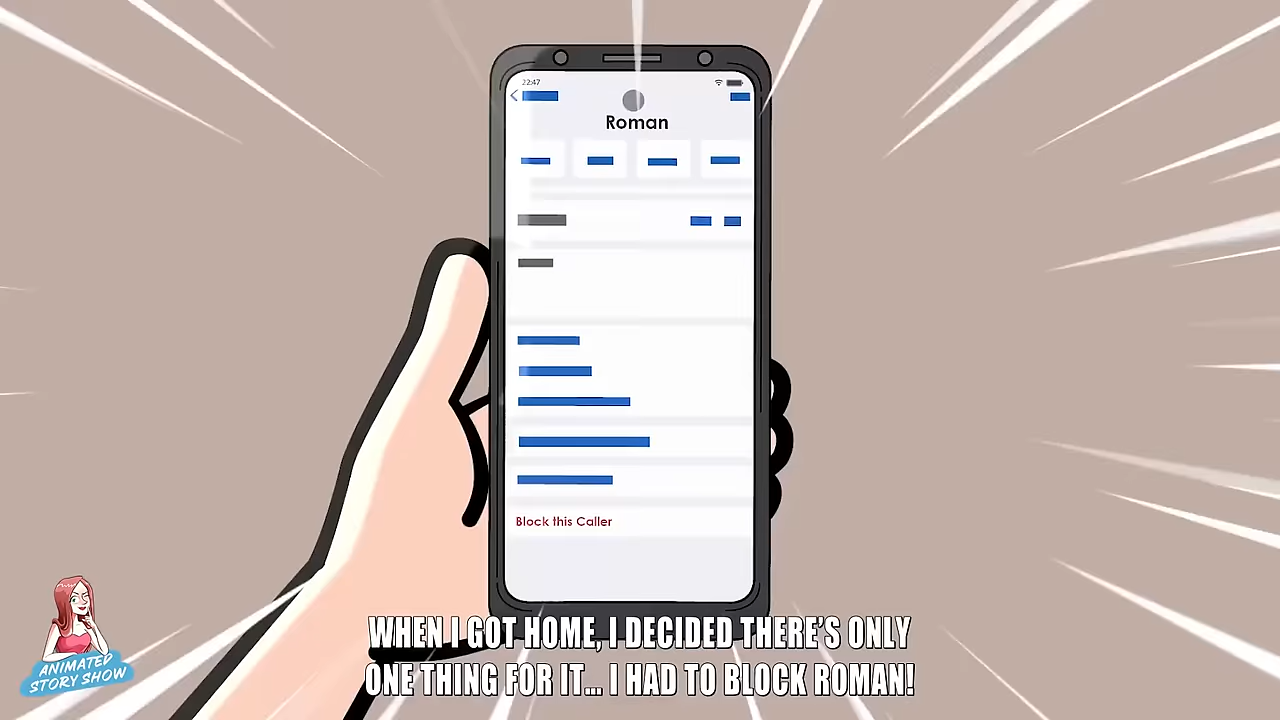 22:47
Roman
Block this Caller
WHEN I GOT HOME, I DECIDED THERE'S ONLY
ONE THING FOR IT... I HAD TO BLOCK ROMAN!
ANIMATED
STORY SHOW